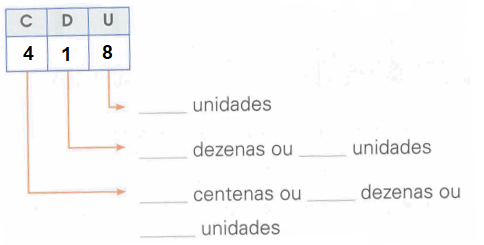 C D U
4 1 8
_____ unidades
_____ dezenas ou _____ unidades
_____ centenas ou _____ dezenas ou
_____ unidades